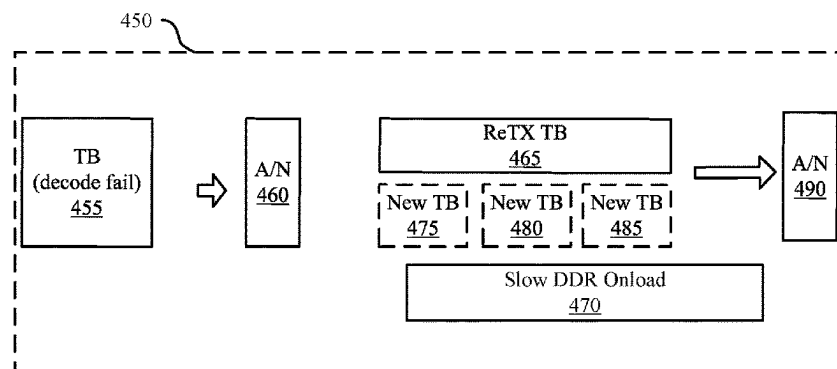 450
TB
(decode fail)
455
A/N
460
ReTX TB
465
New TB
475
New TB
480
New TB
485
Slow DDR Onload
470
A/N
490